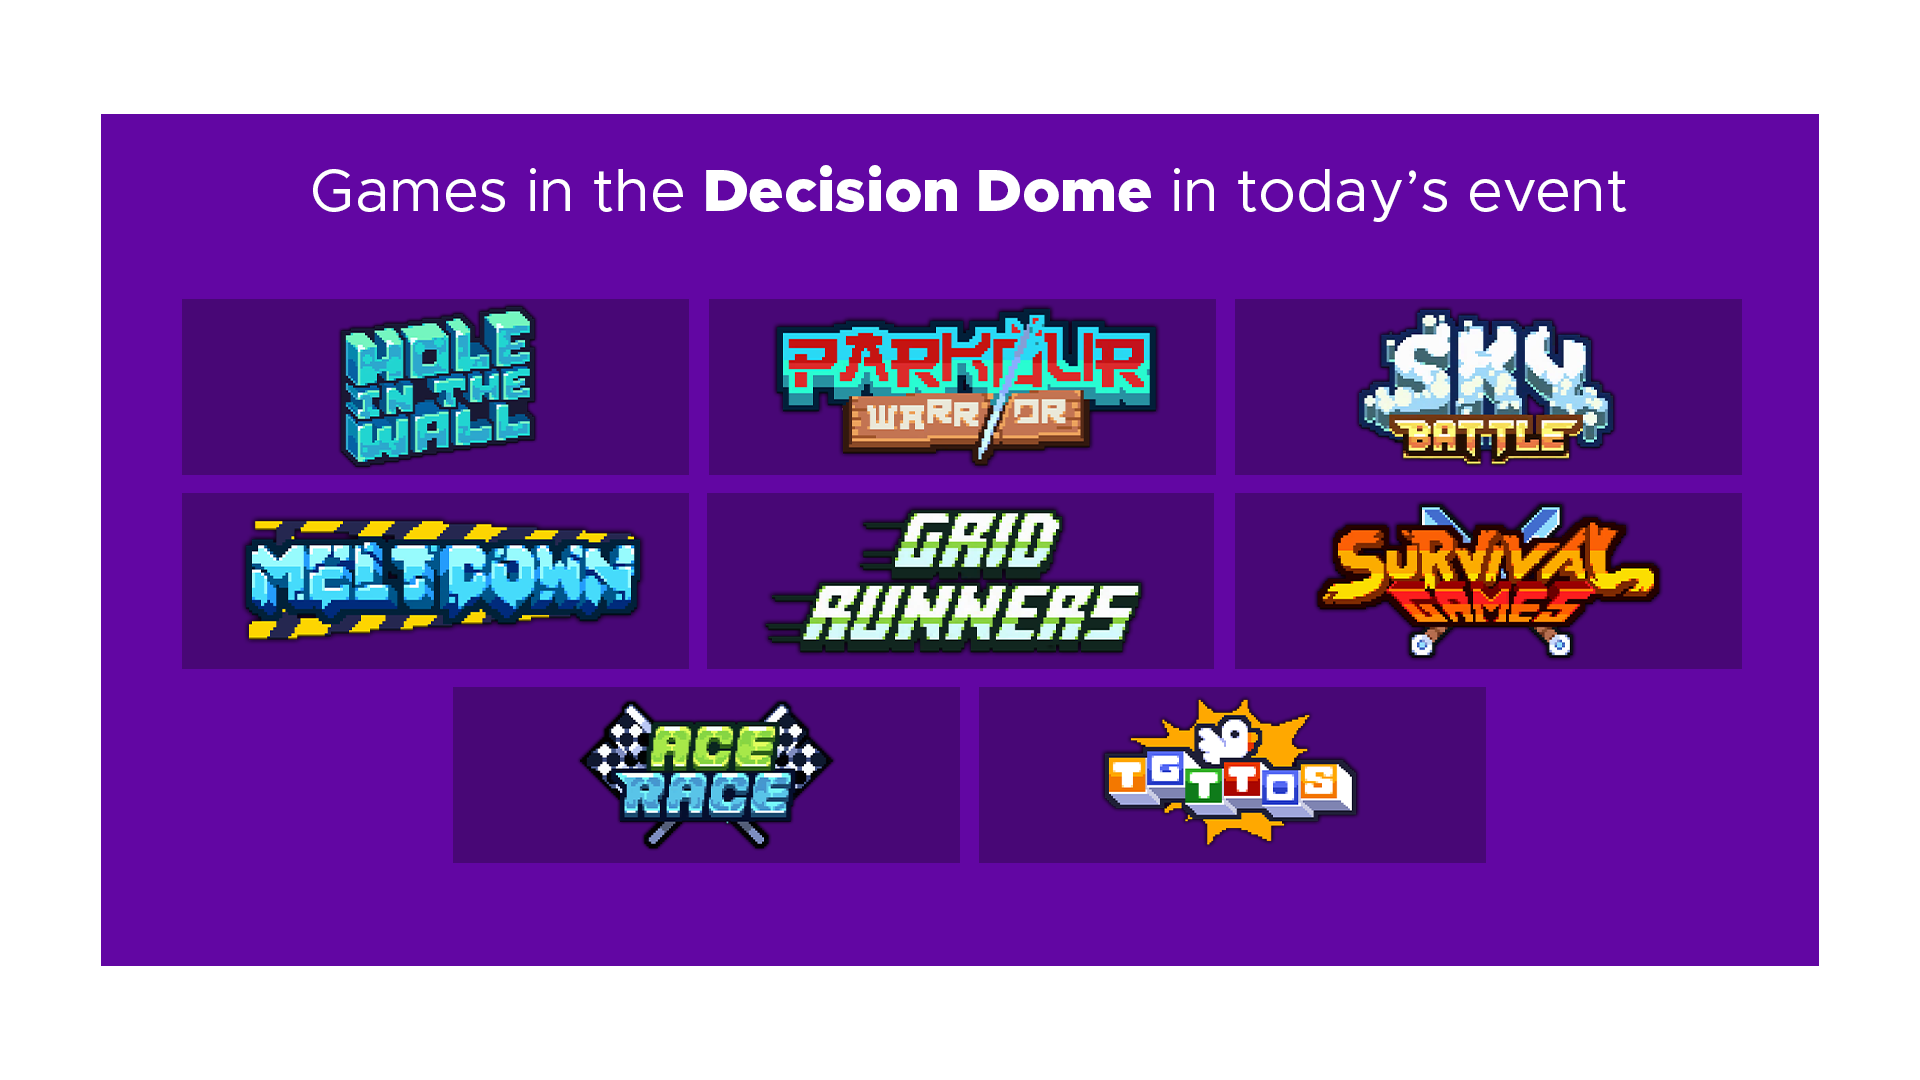 Games in the Decision Dome in today’s event
HOLE
IN THE
WALL
PARKOUR
WARRIOR
SKY
BATTLE
MELTDOWN
GRID
RUNNERS
SURVIVAL
GAMES
ACE
RACE
TGTTOS